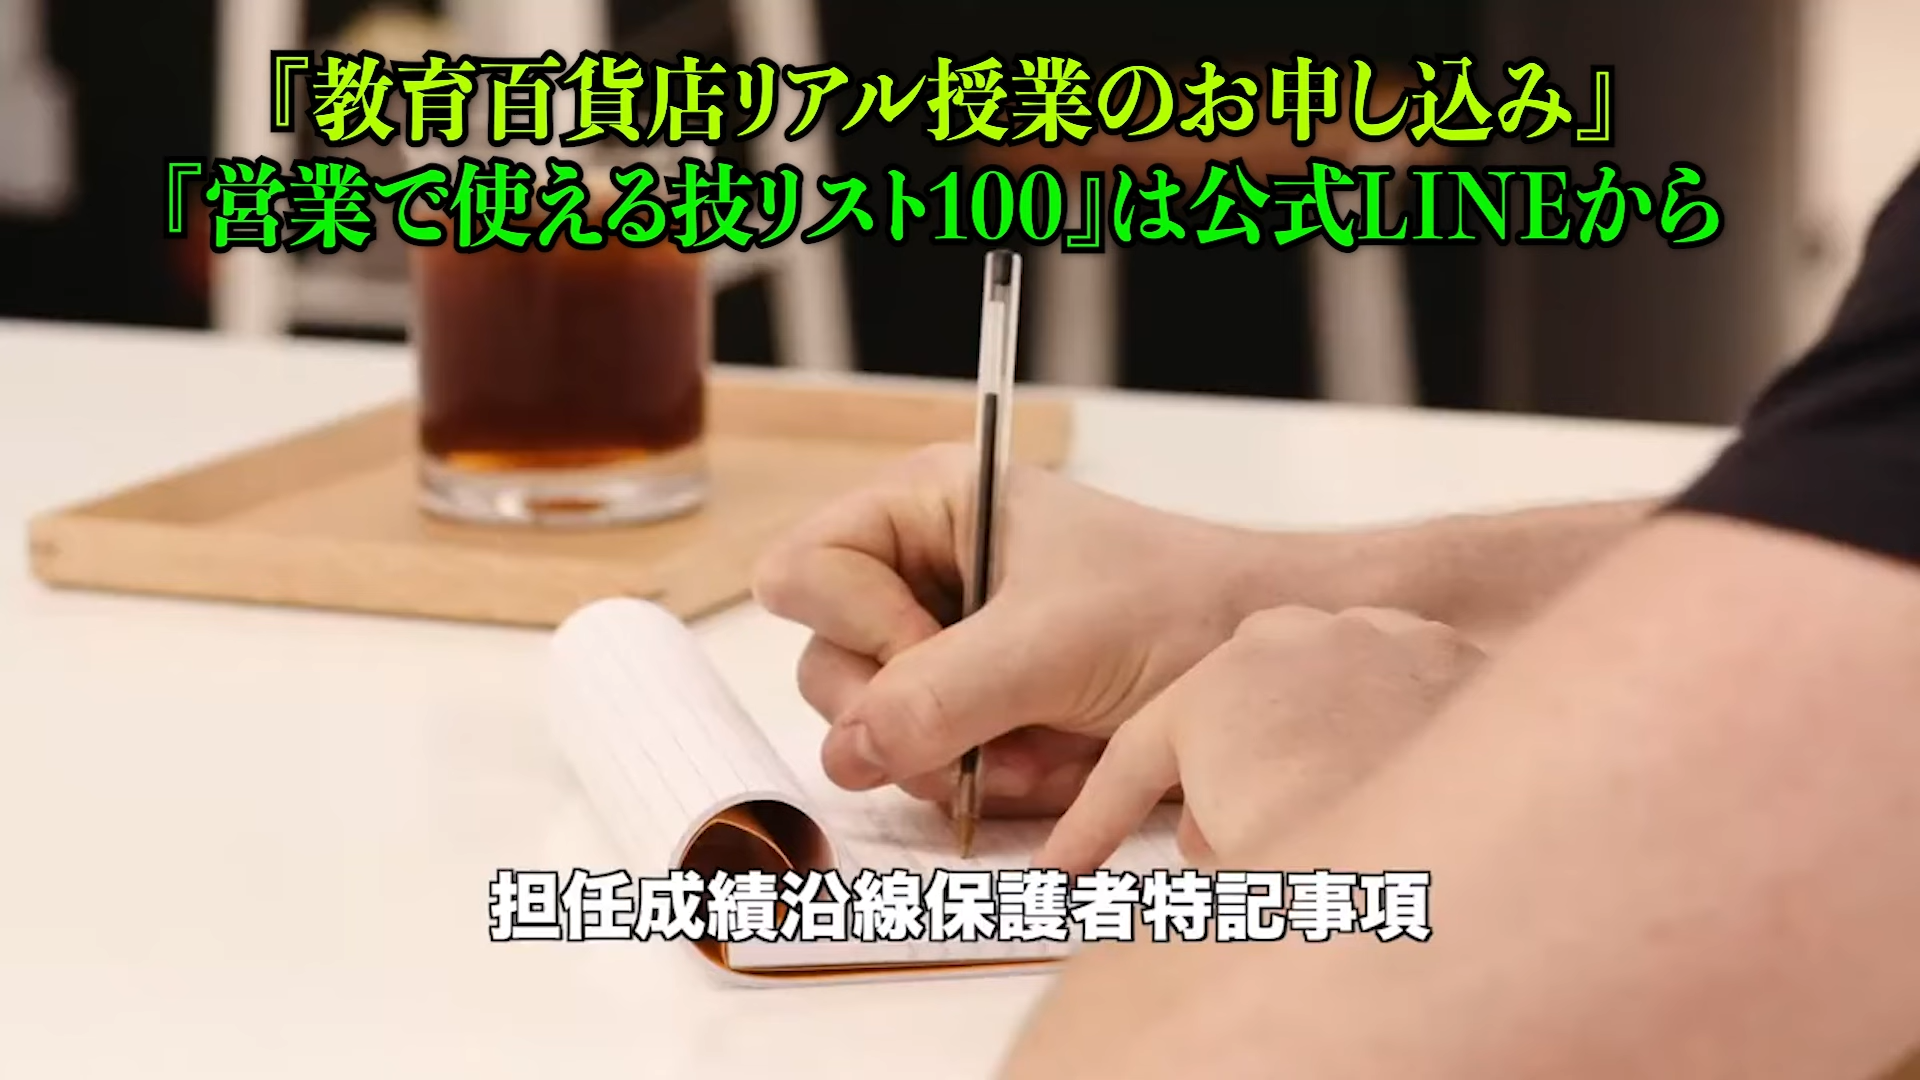 『教育百貨店リアル授業のお申し込み』
『営業で使える技リスト100』は公式LINEから
担任成績沿線保護者特記事項